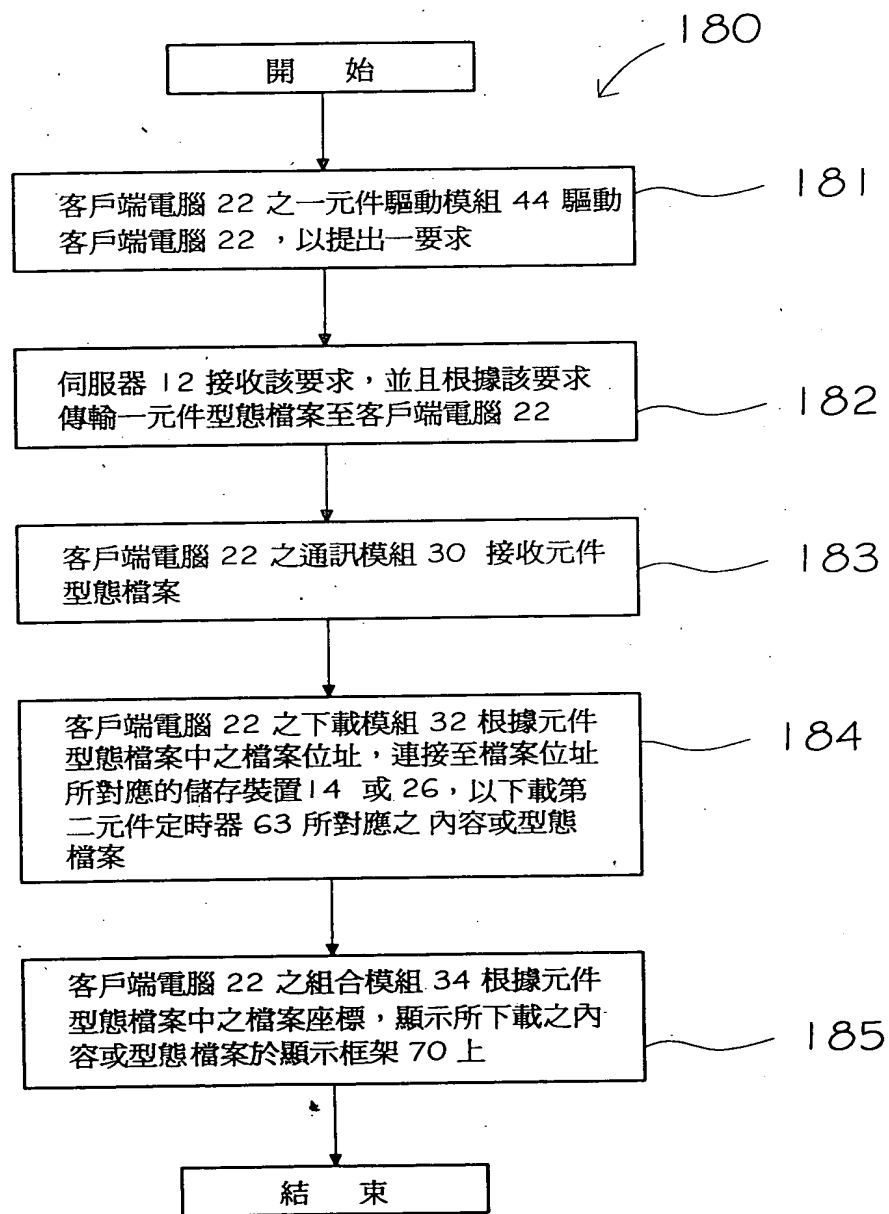 180
開 始
客戶端電腦 22 之一元件驅動模組 44 驅動
客戶端電腦 22 ,以提出一要求
181
伺服器 12 接收該要求,並且根據該要求
傳輸一元件型態檔案至客戶端電腦 22
182
客戶端電腦 22 之通訊模組 30 接收元件
型態檔案
183
客戶端電腦 22 之下載模組 32 根據元件
型態檔案中之檔案位址,連接至檔案位址
所對應的儲存裝置14 或 26,以下載第
二元件定時器 63 所對應之 內容或型態
檔案
184
客戶端電腦 22 之組合模組 34 根據元件
型態檔案中之檔案座標,顯示所下載之內
容或型態檔案於顯示框架 70 上
185
結 束